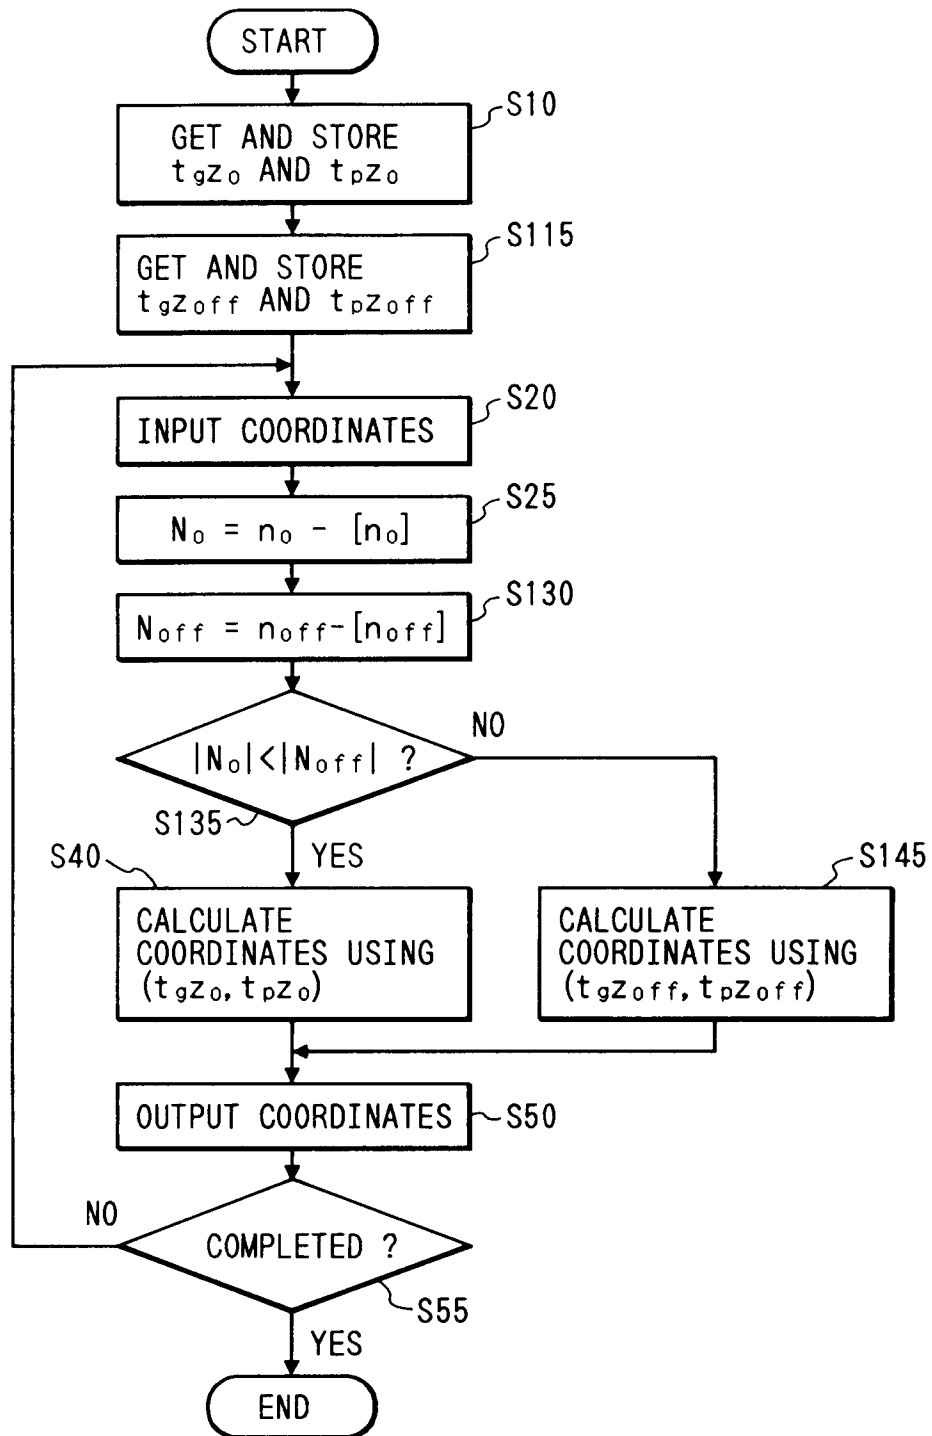 START
S10
GET AND STORE
tgz0 AND tpz0
S115
GET AND STORE
tgzoff AND tpzoff
S20
INPUT COORDINATES
S25
N0 = n0 - [n0]
S130
Noff = noff-[noff]
NO
|N0|<|Noff| ?
S135
YES
S40
S145
CALCULATE
COORDINATES USING
(tgz0, tpz0)
CALCULATE
COORDINATES USING
(tgzoff, tpzoff)
OUTPUT COORDINATES
S50
NO
COMPLETED ?
S55
YES
END